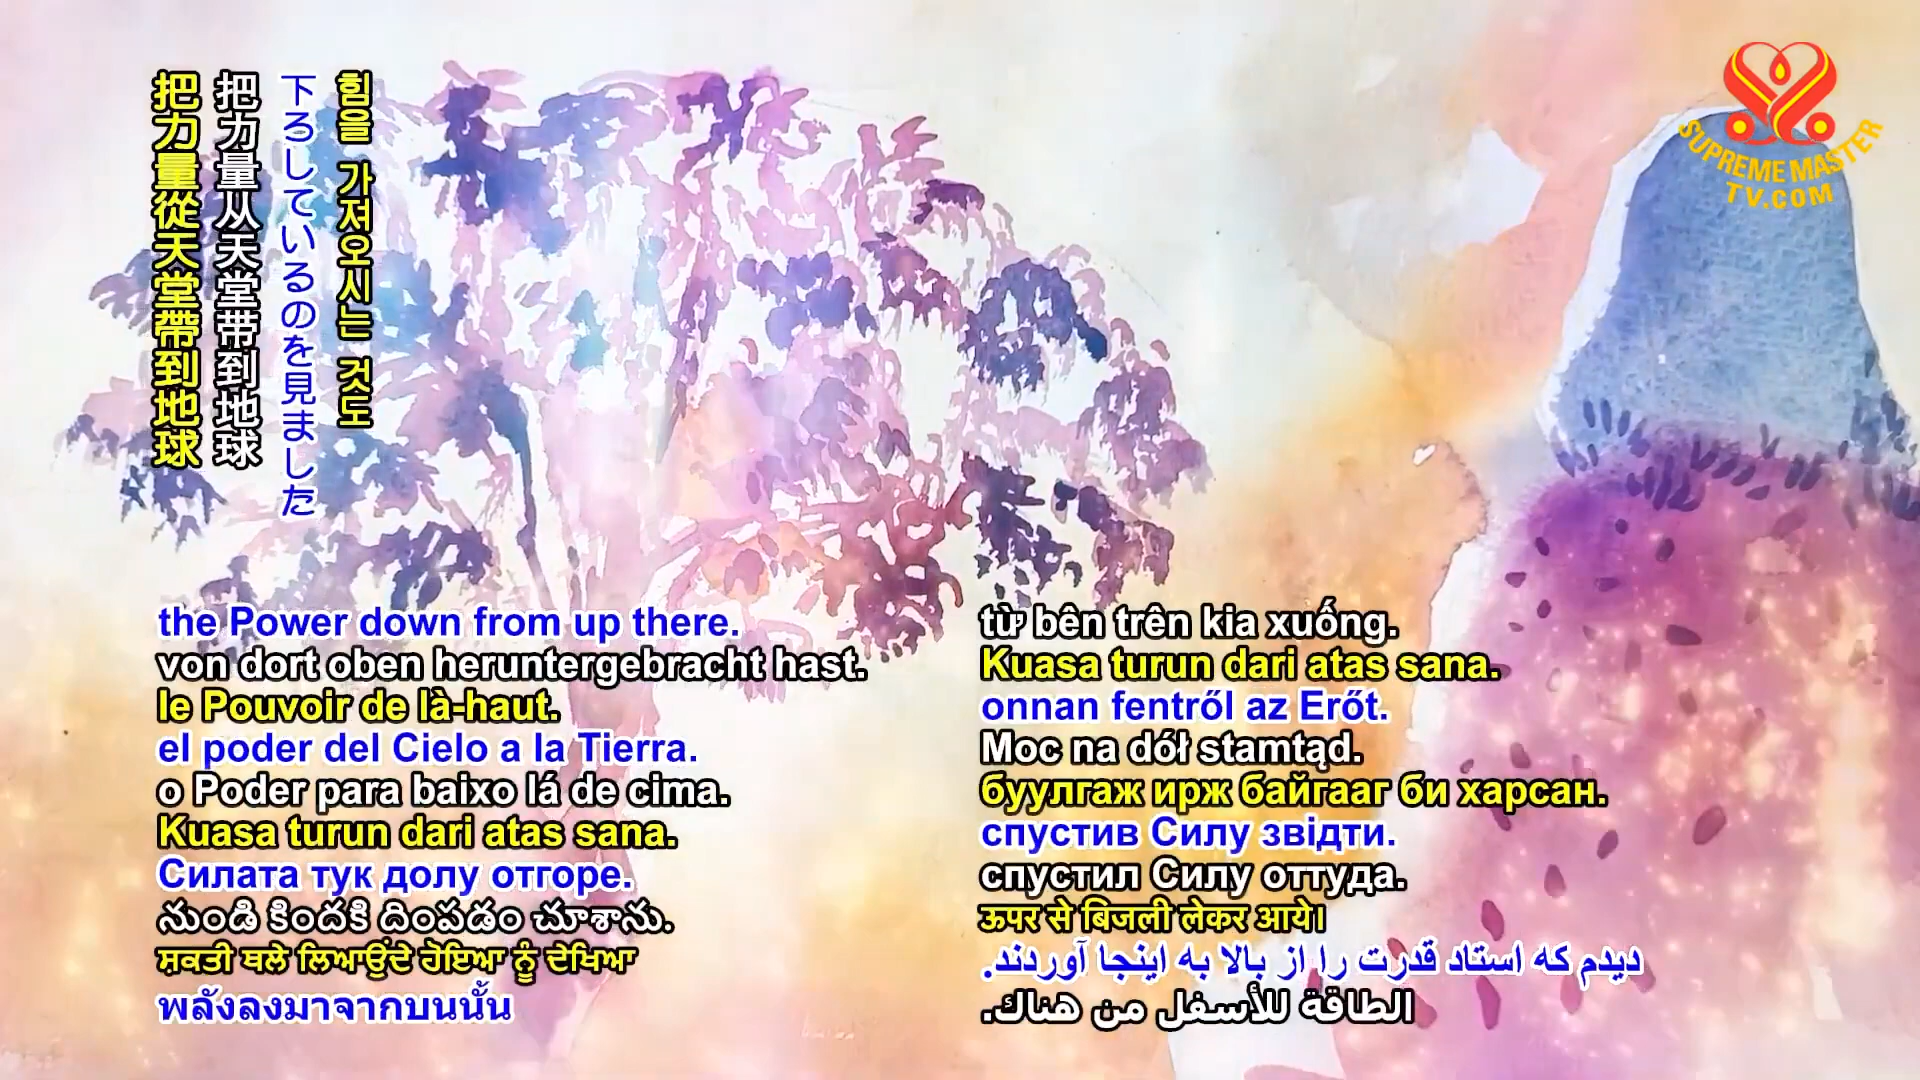 把力量從天堂帶到地球
把力量从天堂带到地球
下ろしているのを見ました
힘을 가져오시는 것도
SUPREME MASTER
TV.COM
the Power down from up there.
von dort oben heruntergebracht hast.
le Pouvoir de là-haut.
el poder del Cielo a la Tierra.
o Poder para baixo lá de cima.
Kuasa turun dari atas sana.
Силата тук долу отгоре.
నుండి కిందకి దింపడం చూశాను.
ਸ਼ਕਤੀ ਥਲੇ ਲਿਆਉਂਦੇ ਹੋਇਆ ਨੂੰ ਦੇਖਿਆ
พลังลงมาจากบนนั้น
từ bên trên kia xuống.
Kuasa turun dari atas sana.
onnan fentről az Erőt.
Moc na dół stamtąd.
буулгаж ирж байгааг би харсан.
спустив Силу звідти.
спустил Силу оттуда.
ऊपर से बिजली लेकर आये।
دیدم که استاد قدرت را از بالا به اینجا آوردند.
الطاقة للأسفل من هناك.